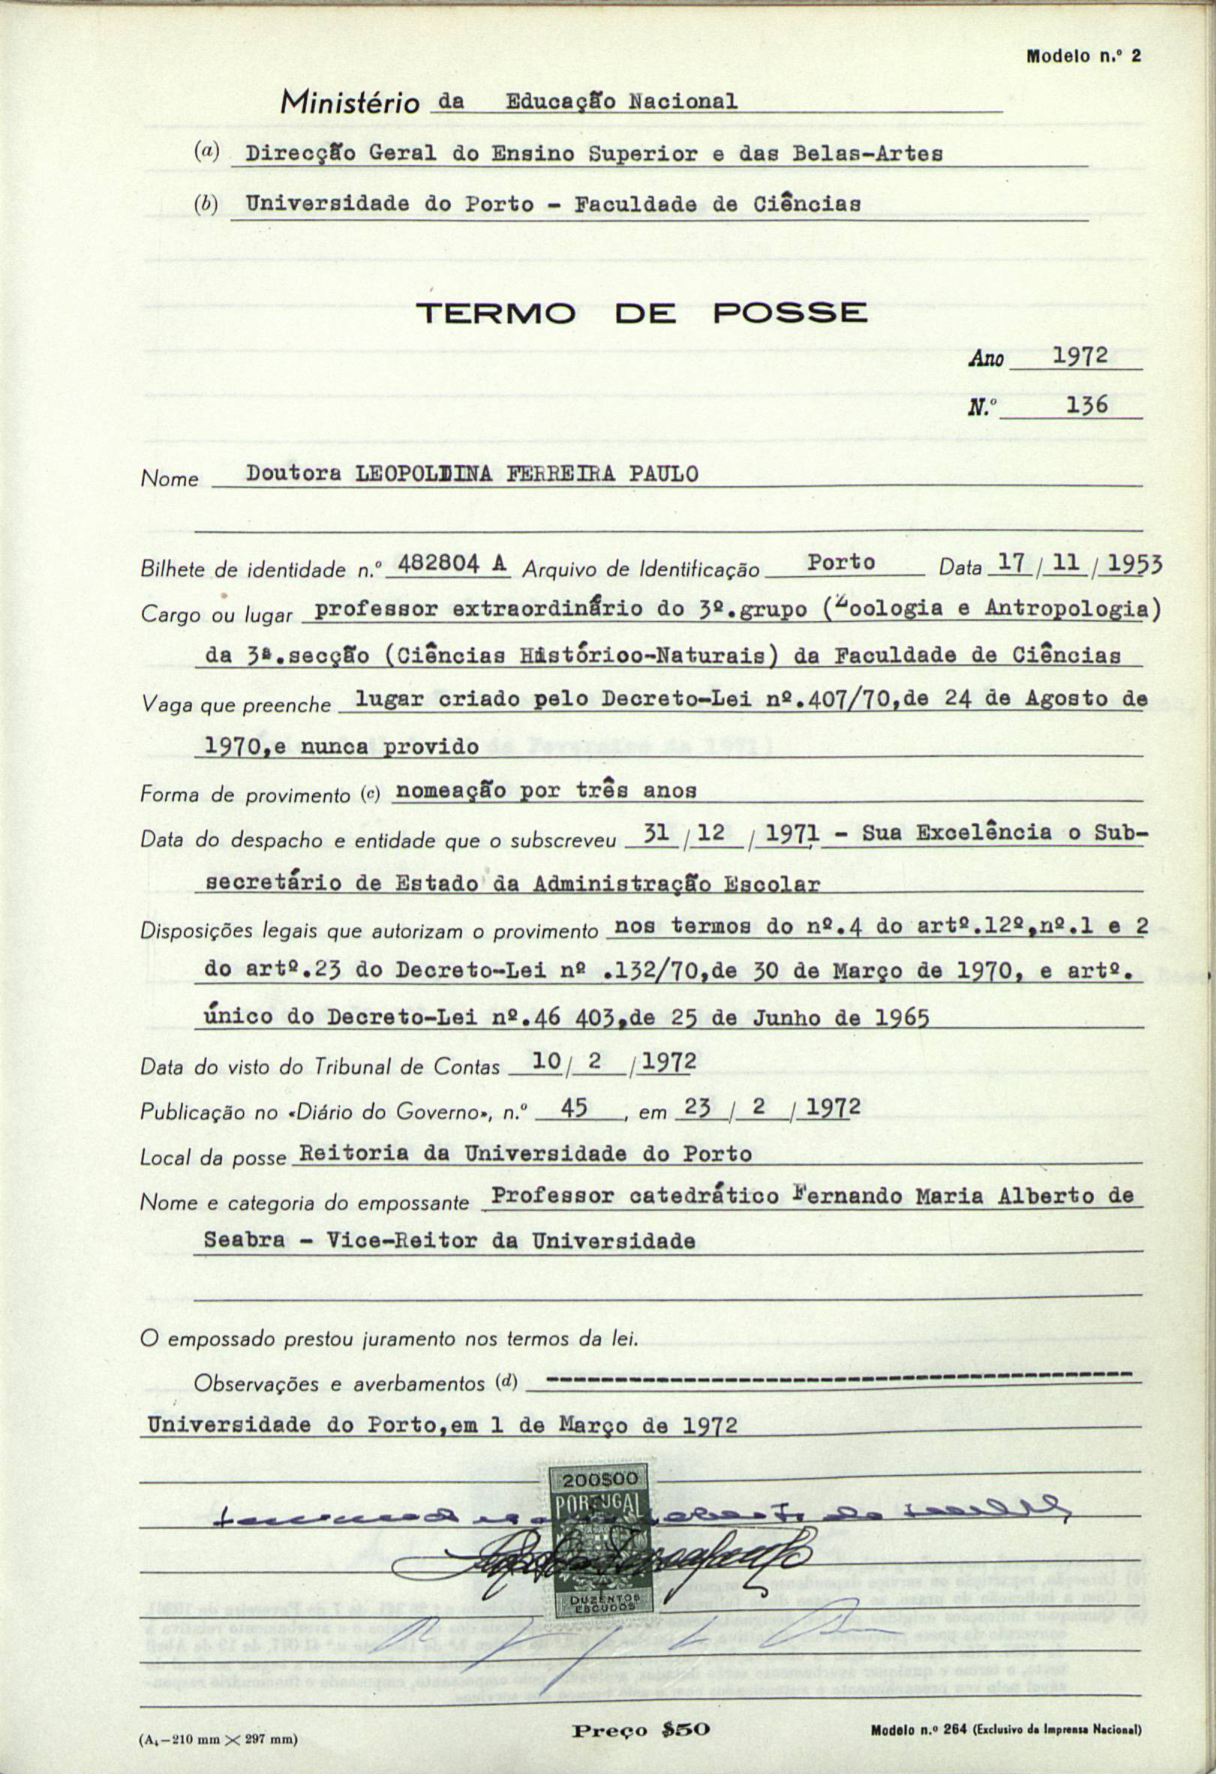 Modelo n.º 2
Ministério da Educação Nacional
(a) Direcção Geral do Ensino Superior e das Belas-Artes
(b) Universidade do Porto - Faculdade de Ciências
TERMO DE POSSE
Ano 1972
N.º 136
Nome Doutora LEOPOLDINA FERREIRA PAULO
Bilhete de identidade n.º 482804 A Arquivo de Identificação Porto Data 17/11/1953
Cargo ou lugar professor extraordinário do 3º.grupo (Zoologia e Antropologia)
da 3ª.secção (Ciências Histórico-Naturais) da Faculdade de Ciências
Vaga que preenche lugar criado pelo Decreto-Lei nº.407/70,de 24 de Agosto de
1970,e nunca provido
Forma de provimento (c) nomeação por três anos
Data do despacho e entidade que o subscreveu 31/12/1971 - Sua Excelência o Sub-
secretário de Estado da Administração Escolar
Disposições legais que autorizam o provimento nos termos do nº.4 do artº.12º,nº.1 e 2
do artº.23 do Decreto-Lei nº .132/70,de 30 de Março de 1970, e artº.
único do Decreto-Lei nº.46 403,de 25 de Junho de 1965
Data do visto do Tribunal de Contas 10/2/1972
Publicação no «Diário do Governo», n.º 45, em 23/2/1972
Local da posse Reitoria da Universidade do Porto
Nome e categoria do empossante Professor catedrático Fernando Maria Alberto de
Seabra - Vice-Reitor da Universidade
O empossado prestou juramento nos termos da lei.
Observações e averbamentos (d) ------------------------------------------------
Universidade do Porto,em 1 de Março de 1972
200$00
PORTUGAL
DUZENTOS
ESCUDOS
(A4—210 mm × 297 mm)
Preço $50
Modelo n.º 264 (Exclusivo da Imprensa Nacional)